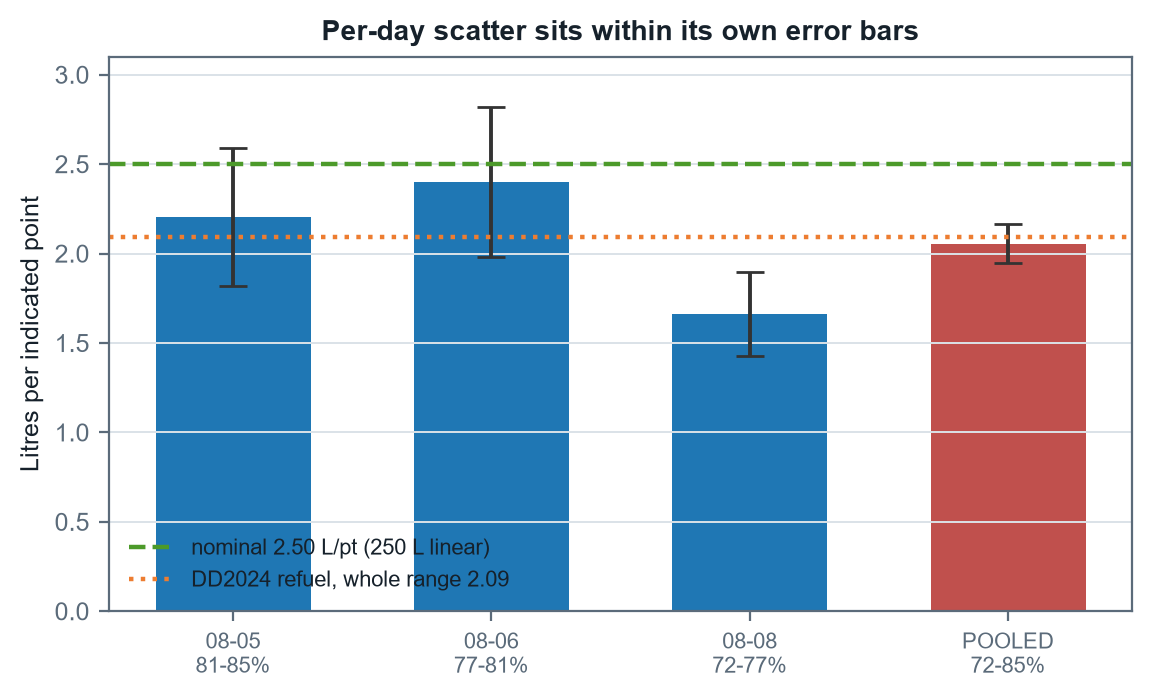 Per-day scatter sits within its own error bars
Litres per indicated point
3.0
2.5
2.0
1.5
1.0
0.5
0.0
nominal 2.50 L/pt (250 L linear)
DD2024 refuel, whole range 2.09
08-05
81-85%
08-06
77-81%
08-08
72-77%
POOLED
72-85%